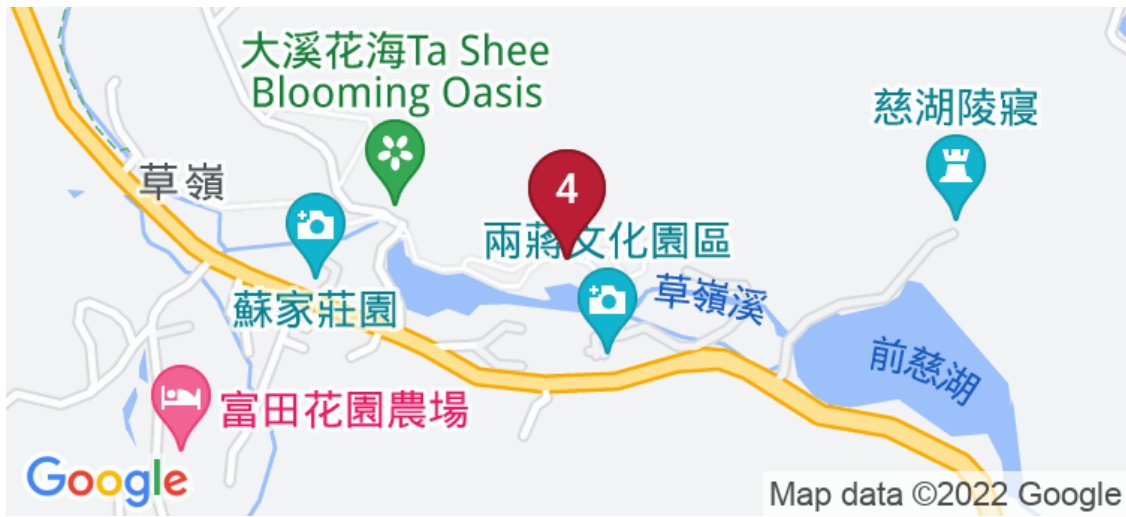 大溪花海Ta Shee
Blooming Oasis
慈湖陵寢
草嶺
4
兩蔣文化園區
草嶺溪
蘇家莊園
前慈湖
富田花園農場
Google
Map data ©2022 Google